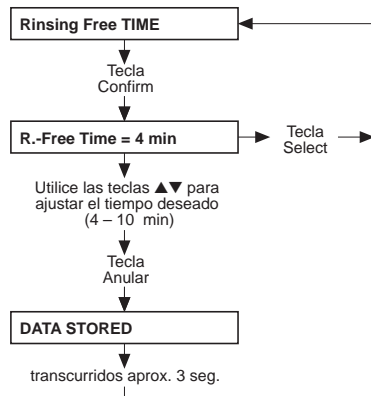 Rinsing Free TIME
Tecla
Confirm
R.-Free Time = 4 min
Tecla
Select
Utilice las teclas ▲▼ para
ajustar el tiempo deseado
(4 – 10 min)
Tecla
Anular
DATA STORED
transcurridos aprox. 3 seg.